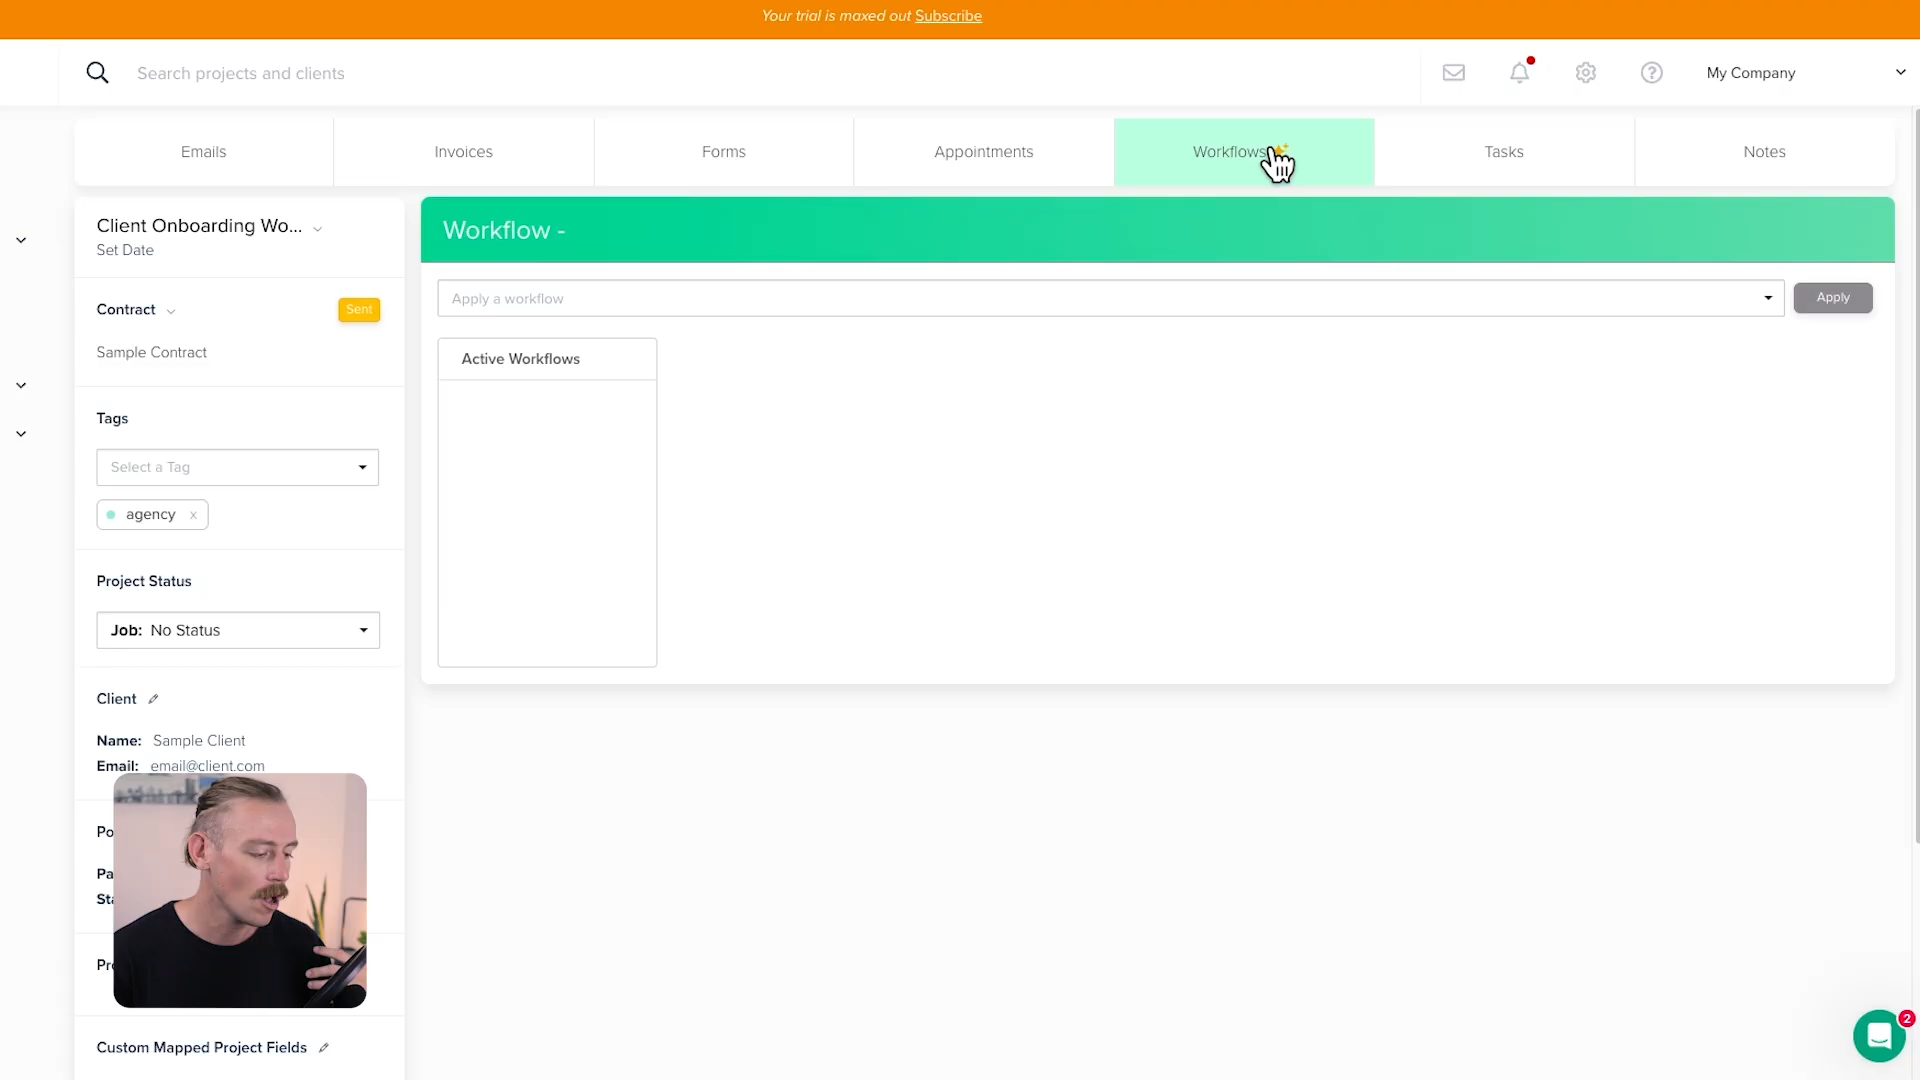 Your trial is maxed out Subscribe
Search projects and clients
My Company
Emails
Invoices
Forms
Appointments
Workflows
Tasks
Notes
Client Onboarding Wo...
Set Date
Contract
Sent
Sample Contract
Tags
Select a Tag
agency x
Project Status
Job: No Status
Client
Name: Sample Client
Email: email@client.com
Po
Pa
Custom Mapped Project Fields
Workflow -
Apply a workflow
Apply
Active Workflows
2